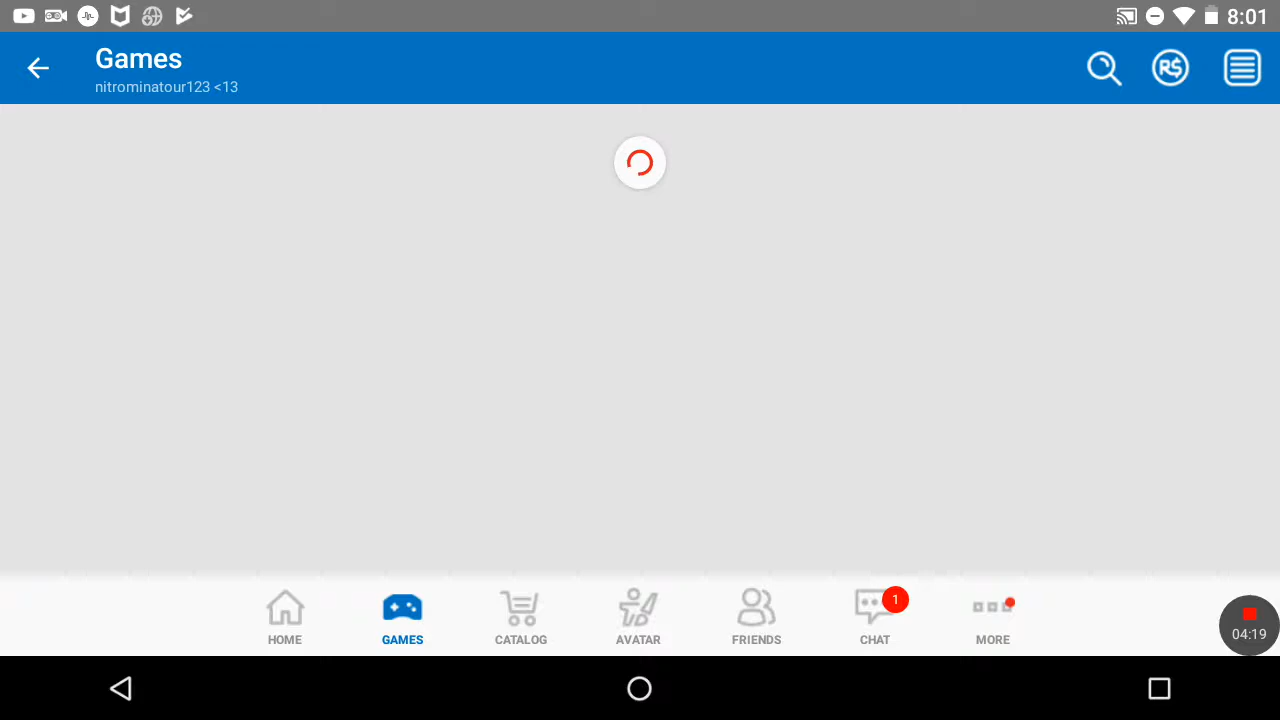 8:01
Games
nitrominatour123 <13
R$
HOME
GAMES
CATALOG
AVATAR
FRIENDS
1
CHAT
MORE
04:19